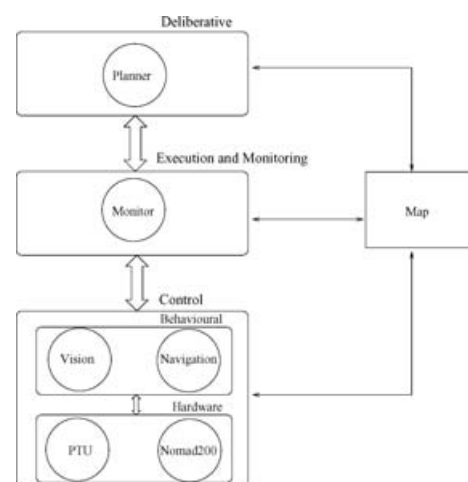 Deliberative
Planner
Execution and Monitoring
Monitor
Map
Control
Behavioural
Vision
Navigation
Hardware
PTU
Nomad200